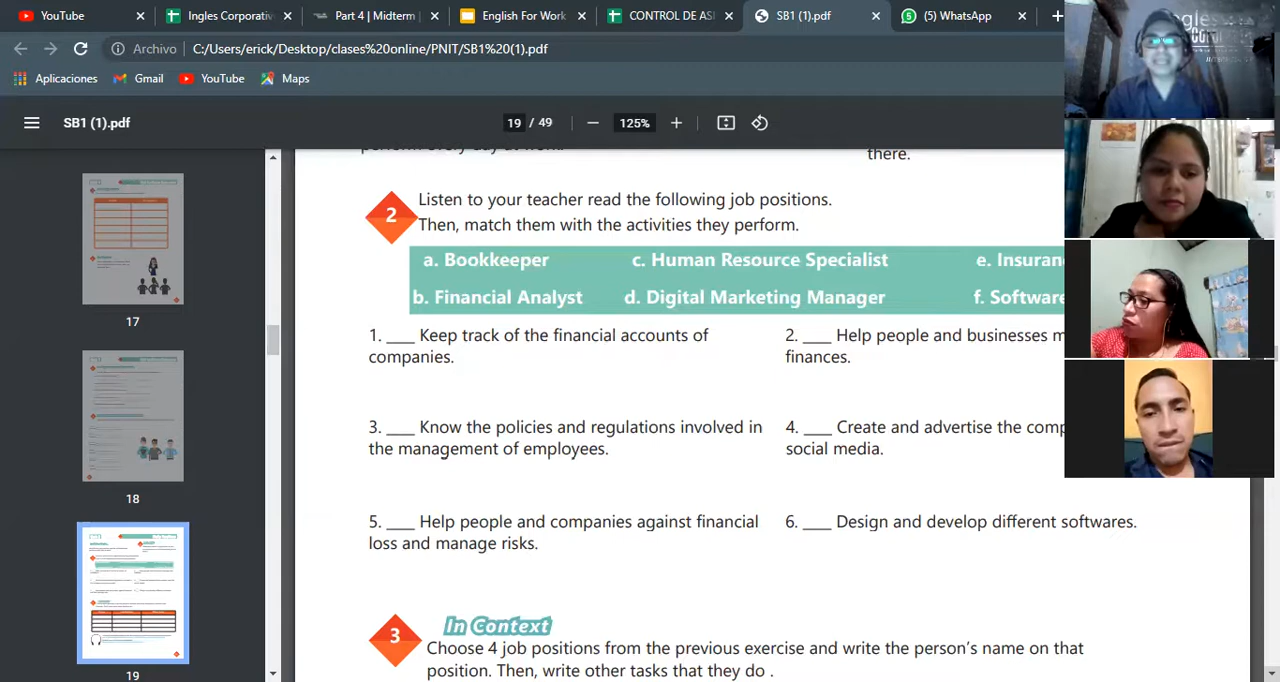 YouTube
Ingles Corporativ
Part 4 | Midterm
English For Work
CONTROL DE ASI
SB1 (1).pdf
(5) WhatsApp
Archivo
C:/Users/erick/Desktop/clases%20online/PNIT/SB1%20(1).pdf
Aplicaciones
Gmail
YouTube
Maps
SB1 (1).pdf
19 / 49
125%
there.
2
Listen to your teacher read the following job positions.
Then, match them with the activities they perform.
a. Bookkeeper
c. Human Resource Specialist
e. Insuran
b. Financial Analyst
d. Digital Marketing Manager
f. Software
1. ___ Keep track of the financial accounts of
companies.
2. ___ Help people and businesses m
finances.
3. ___ Know the policies and regulations involved in
the management of employees.
4. ___ Create and advertise the comp
social media.
5. ___ Help people and companies against financial
loss and manage risks.
6. ___ Design and develop different softwares.
3
In Context
Choose 4 job positions from the previous exercise and write the person's name on that
position. Then, write other tasks that they do .
17
18
19